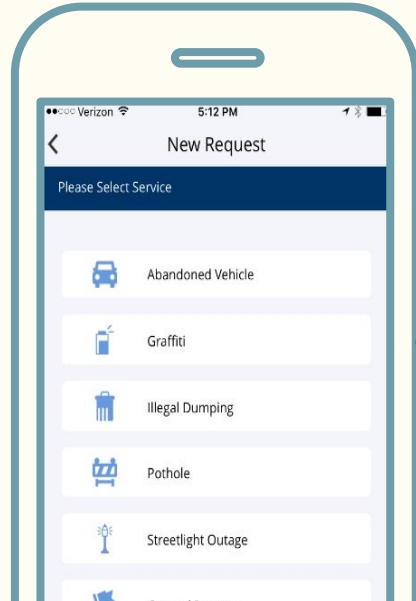 Verizon
5:12 PM
New Request
Please Select Service
Abandoned Vehicle
Graffiti
Illegal Dumping
Pothole
Streetlight Outage